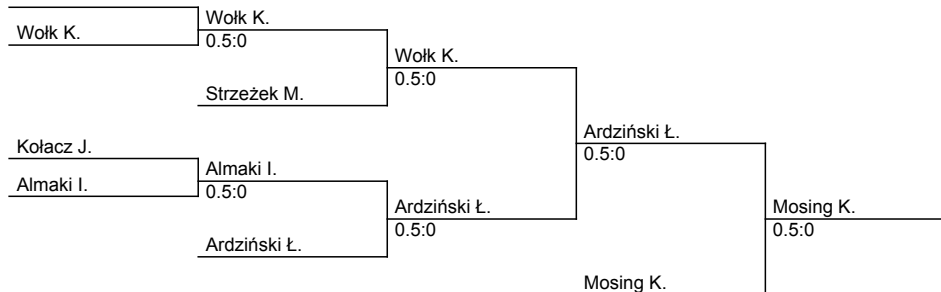 Wołk K.
Wołk K.
0.5:0
Wołk K.
0.5:0
Strzeżek M.
Ardziński Ł.
0.5:0
Kołacz J.
Almaki I.
0.5:0
Almaki I.
Ardziński Ł.
0.5:0
Mosing K.
0.5:0
Ardziński Ł.
Mosing K.